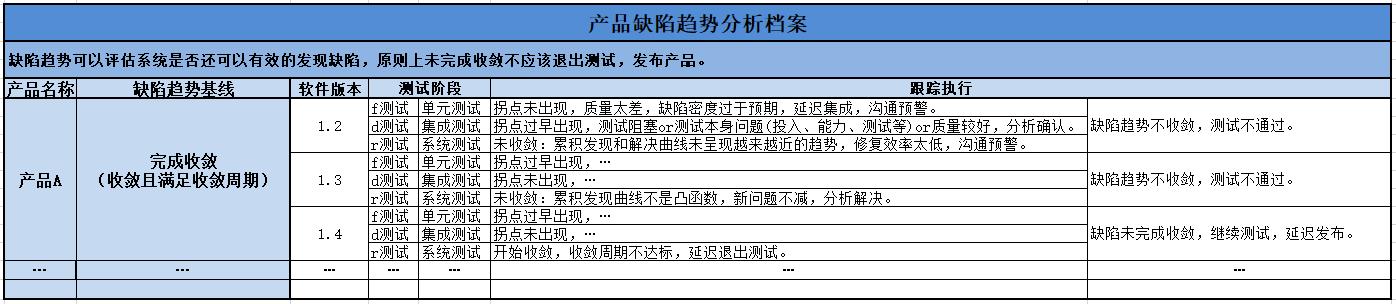 产品缺陷趋势分析档案
缺陷趋势可以评估系统是否还可以有效的发现缺陷，原则上未完成收敛不应该退出测试，发布产品。
产品名称 缺陷趋势基线 软件版本 测试阶段 跟踪执行
产品A 完成收敛
（收敛且满足收敛周期）
1.2
f测试 单元测试 拐点未出现，质量太差，缺陷密度过于预期，延迟集成，沟通预警。
d测试 集成测试 拐点过早出现，测试阻塞or测试本身问题(投入、能力、测试等)or质量较好，分析确认。
r测试 系统测试 未收敛：累积发现和解决曲线未呈现越来越近的趋势，修复效率太低，沟通预警。
缺陷趋势不收敛，测试不通过。
1.3
f测试 单元测试 拐点过早出现，…
d测试 集成测试 拐点未出现，…
r测试 系统测试 未收敛：累积发现曲线不是凸函数，新问题不减，分析解决。
缺陷趋势不收敛，测试不通过。
1.4
f测试 单元测试 拐点过早出现，…
d测试 集成测试 拐点未出现，…
r测试 系统测试 开始收敛，收敛周期不达标，延迟退出测试。
缺陷未完成收敛，继续测试，延迟发布。
… … … … … … …